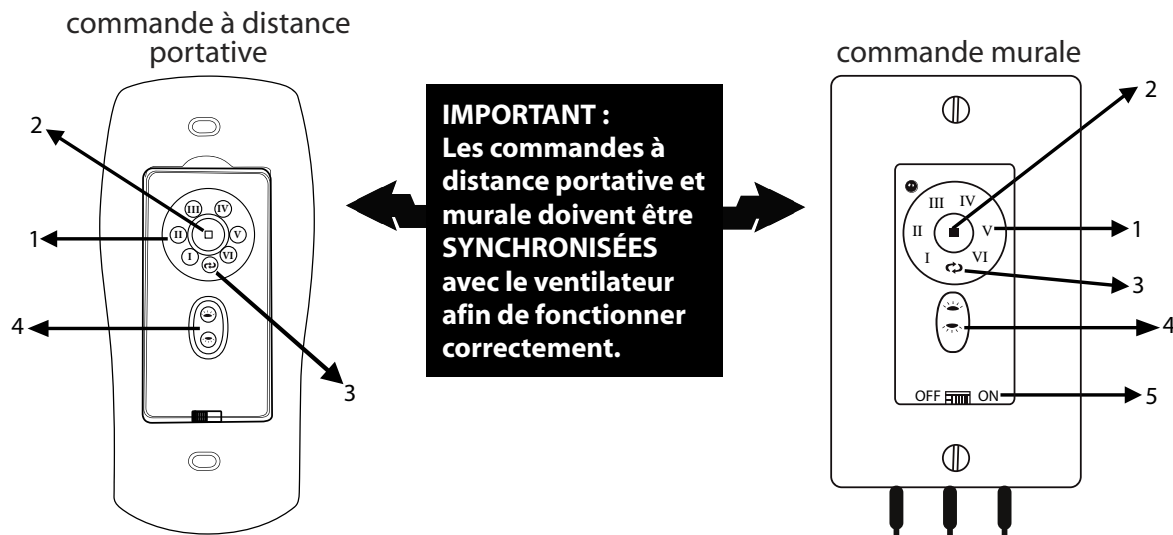 commande à distance
portative
2
III IV
II V
I VI
1
4
3
IMPORTANT :
Les commandes à
distance portative et
murale doivent être
SYNCHRONISÉES
avec le ventilateur
afin de fonctionner
correctement.
commande murale
2
III IV
II V
I VI
1
3
4
OFF ON
5